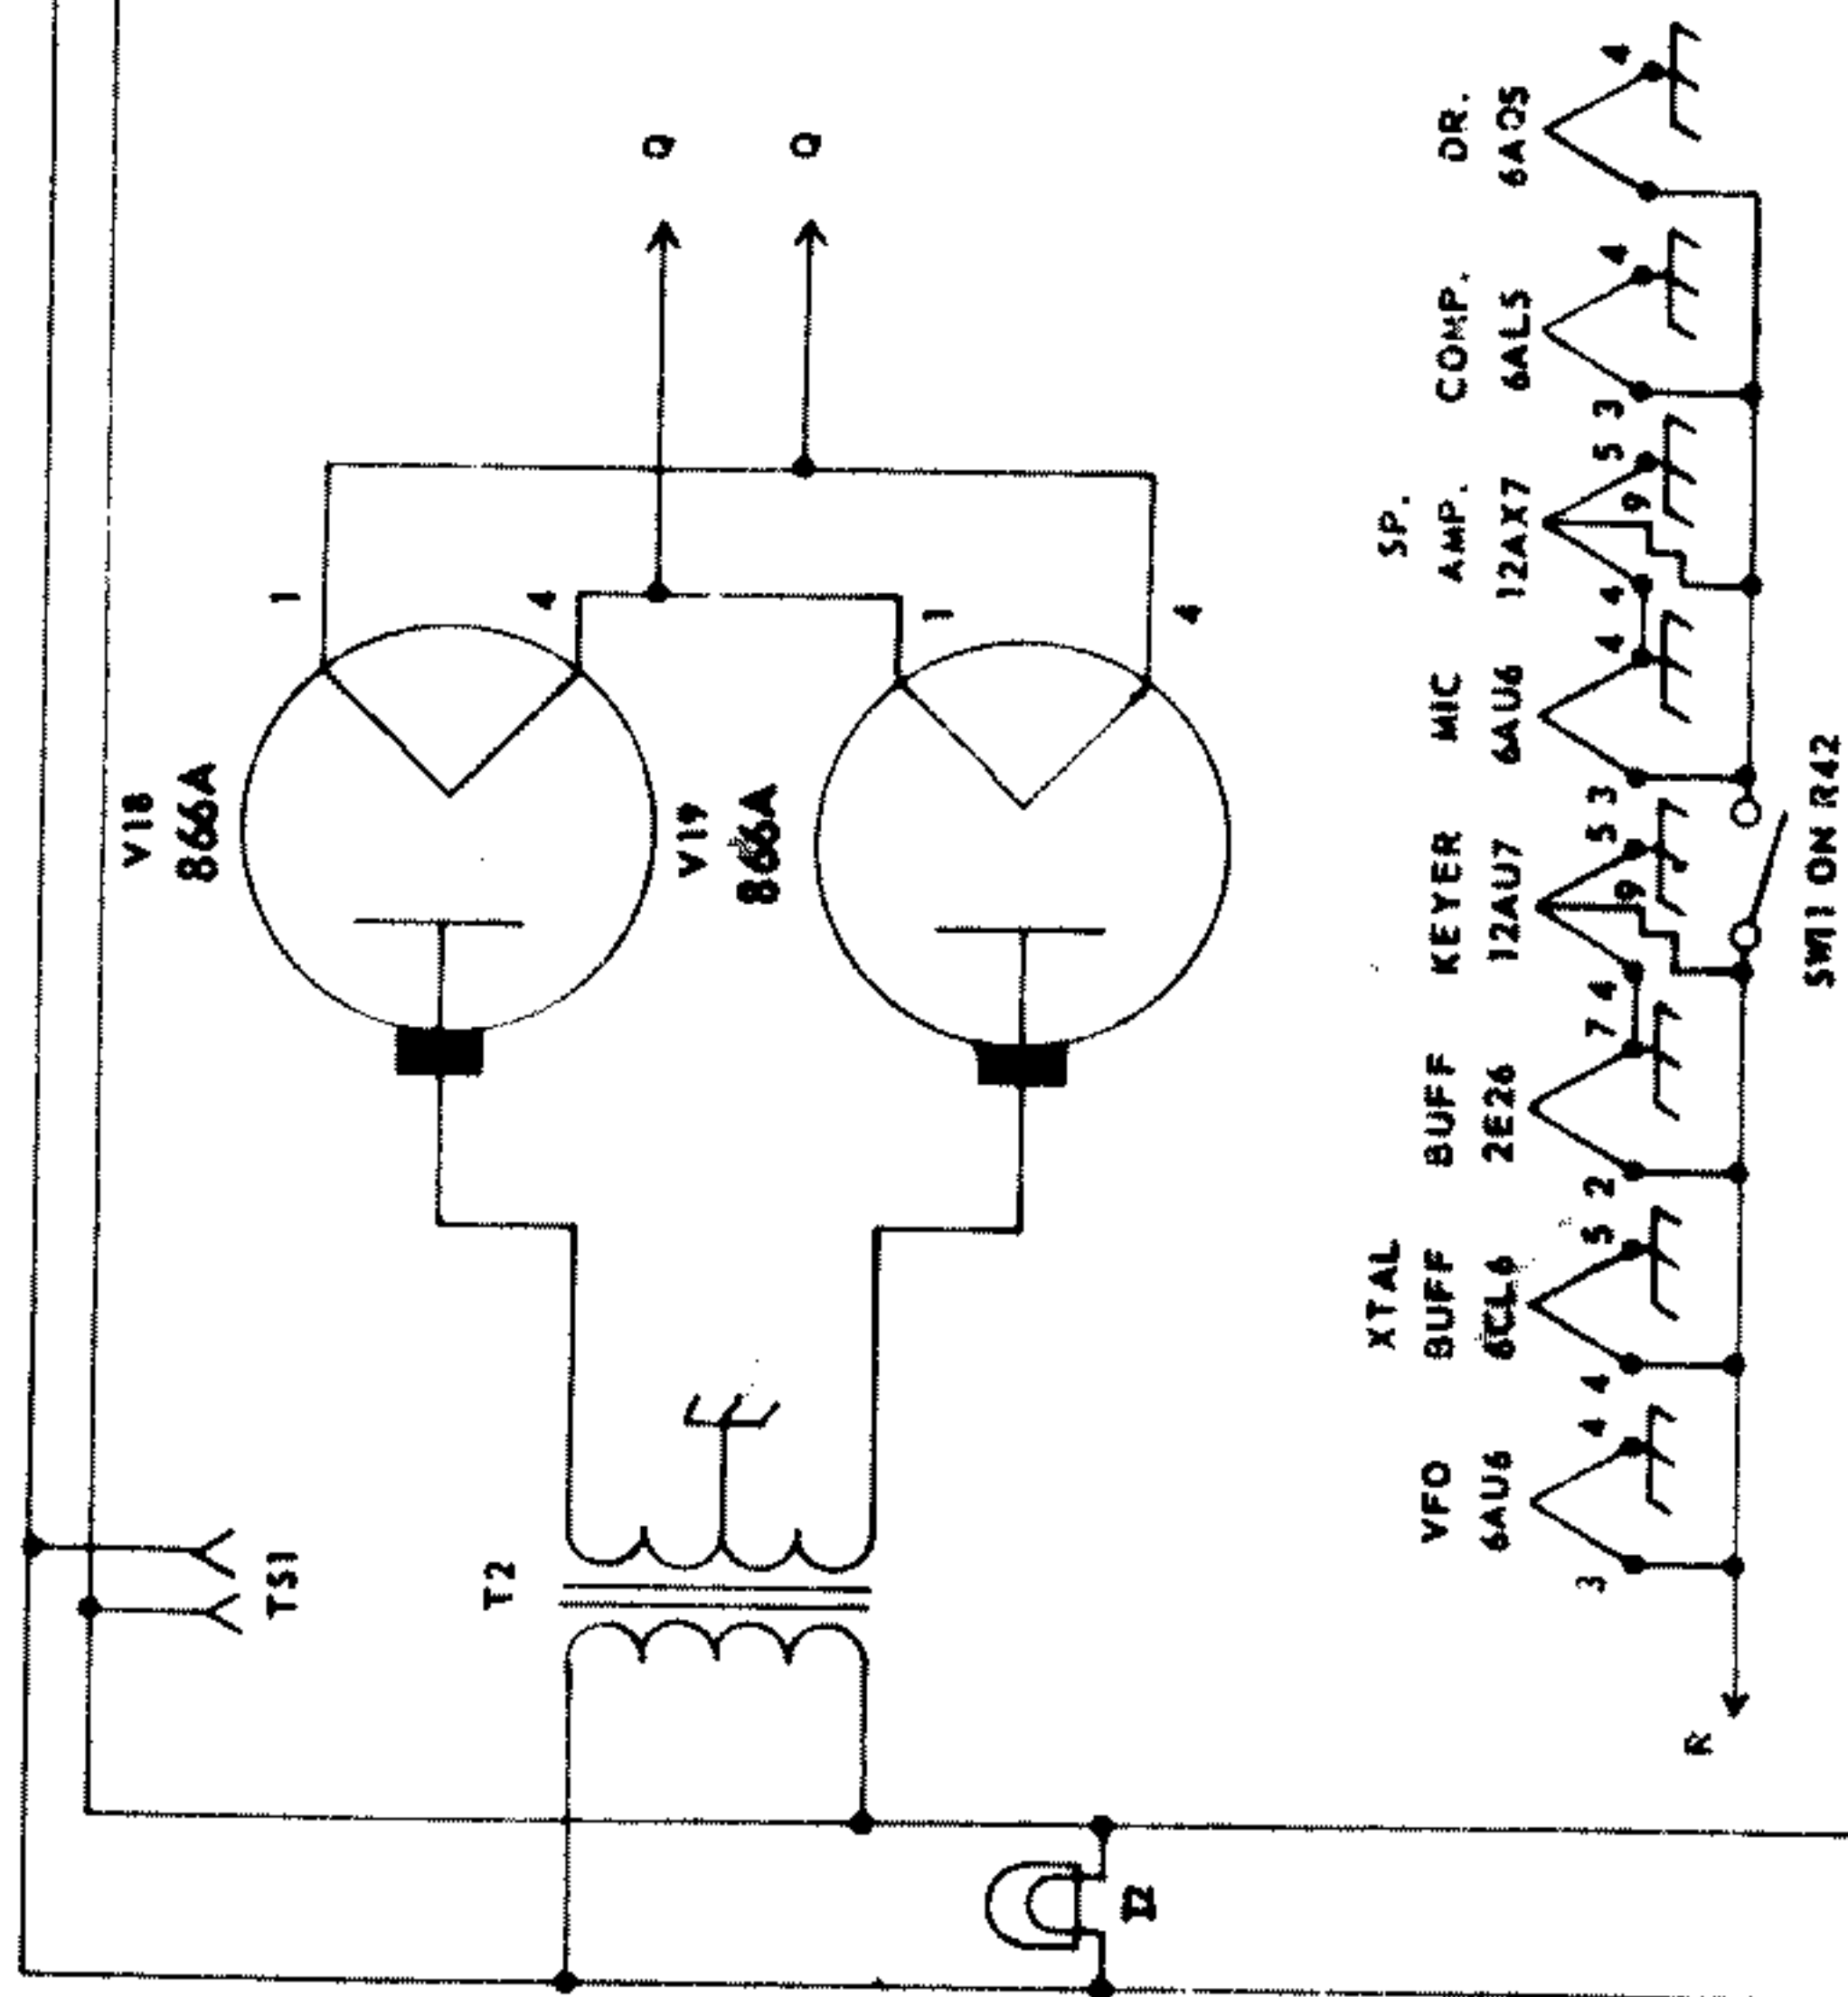 V18
866A
TS1
1
T2
4
Q
V19
866A
Q
1
I2
4
XTAL SP.
VFO BUFF BUFF KEYER MIC AMP. COMP. DR.
6AU6 6CL6 2E26 12AU7 6AU6 12AX7 6AL5 6AQ5
3 4 4 5 2 7 4 9 5 3 4 4 9 5 3 4 4
R
SW11 ON R42